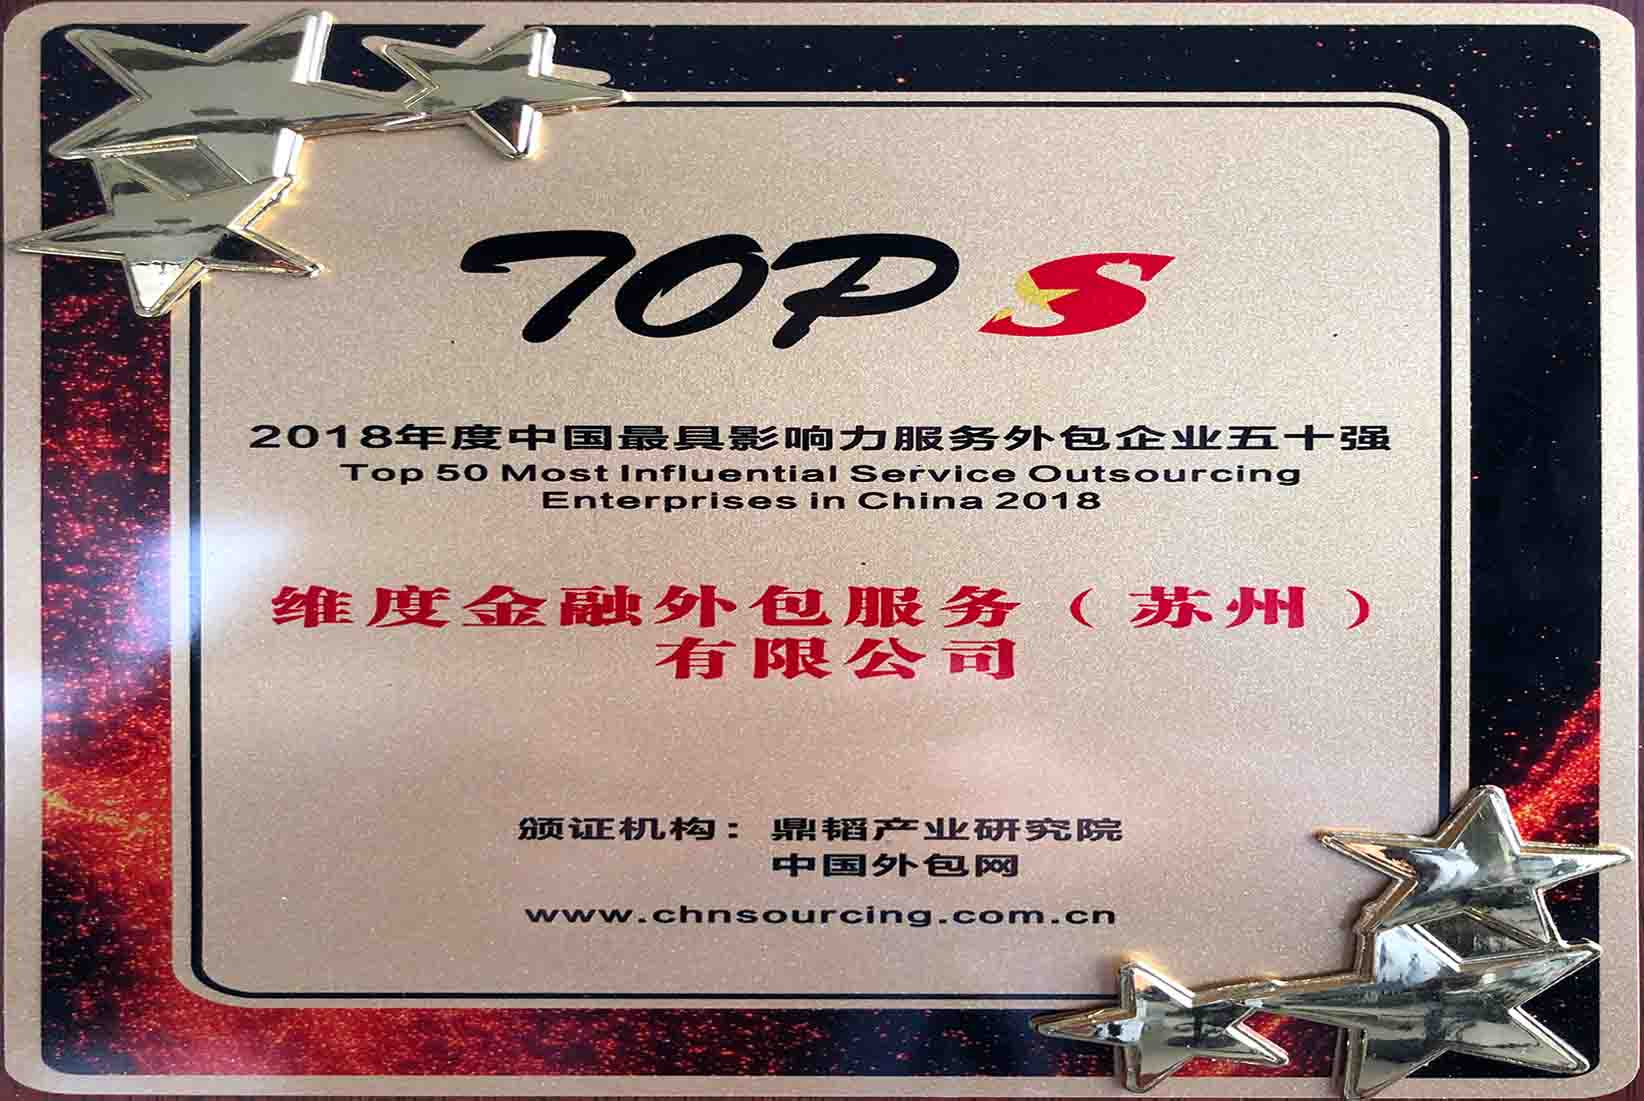 TOP S
2018年度中国最具影响力服务外包企业五十强
Top 50 Most Influential Service Outsourcing
Enterprises in China 2018
维度金融外包服务（苏州）
有限公司
颁证机构：鼎韬产业研究院
中国外包网
www.chnsourcing.com.cn